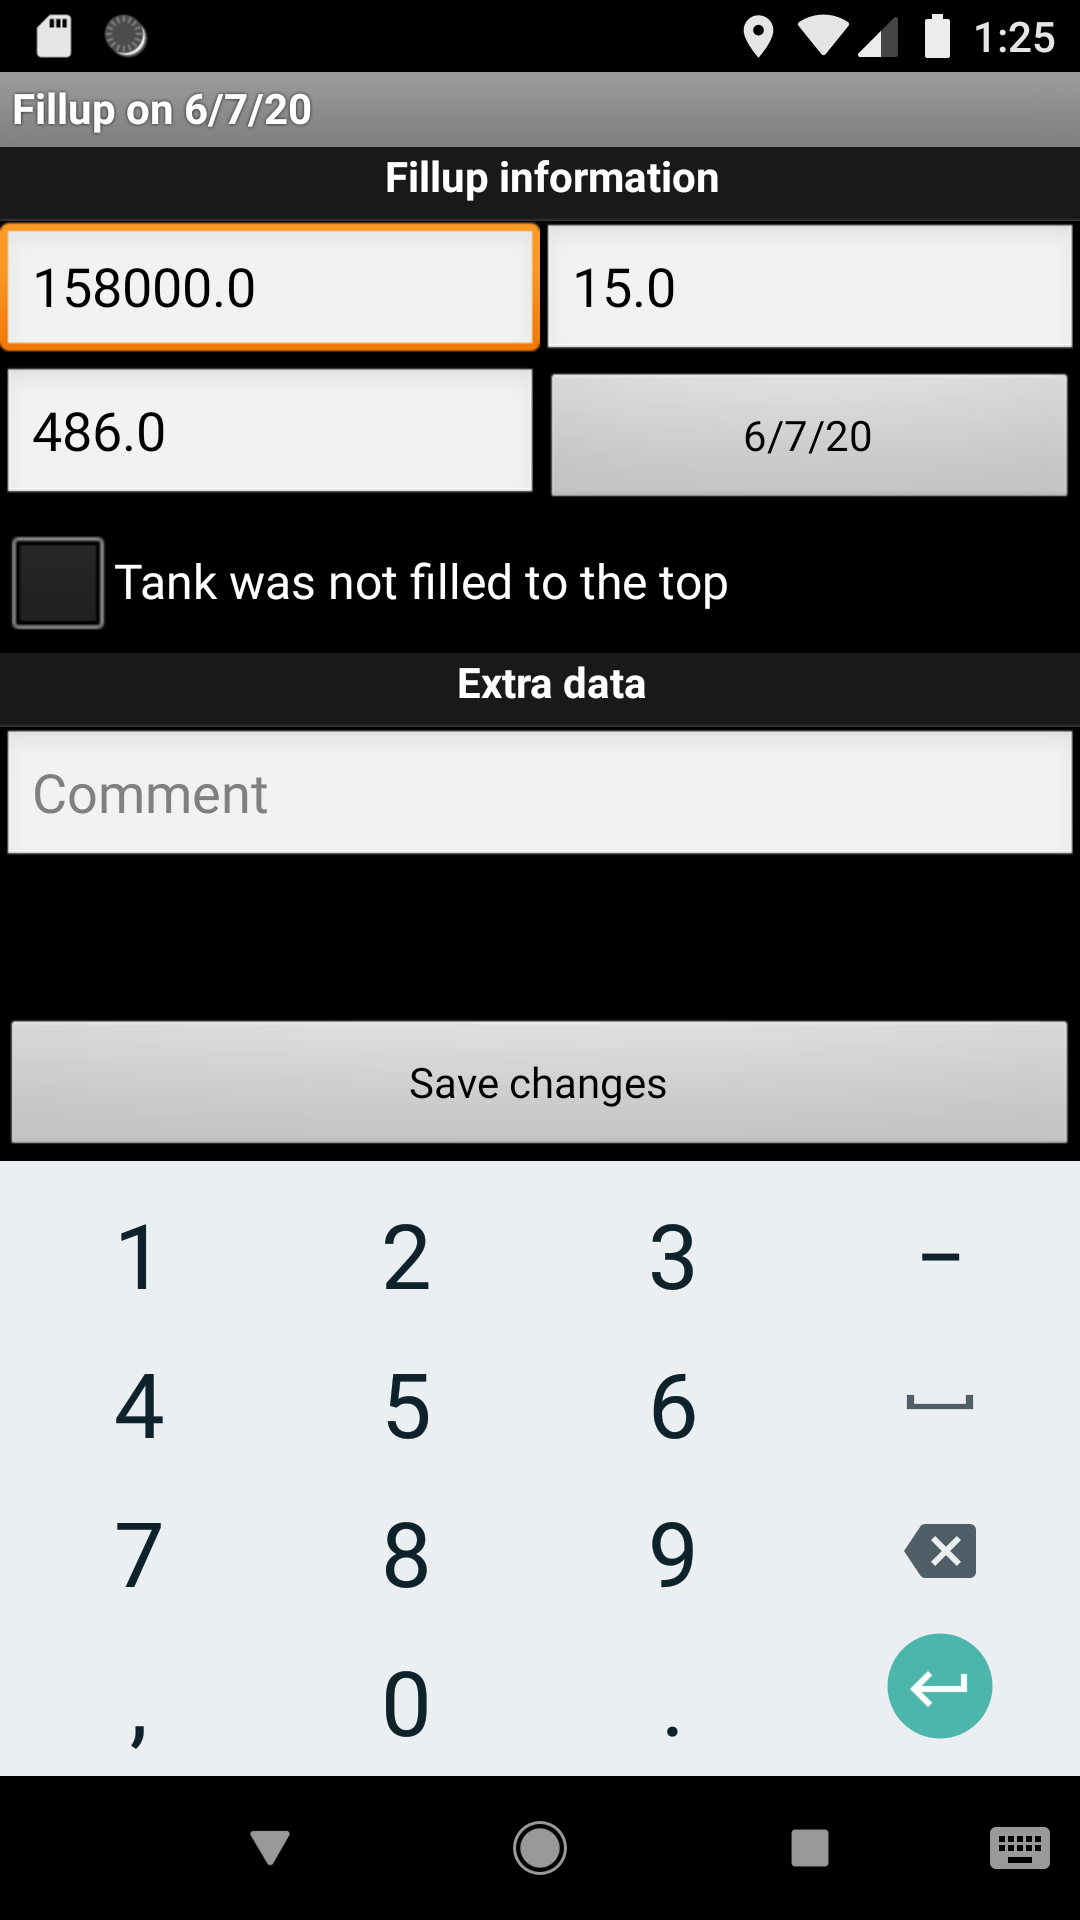 1:25
Fillup on 6/7/20
Fillup information
158000.0 15.0
486.0 6/7/20
Tank was not filled to the top
Extra data
Comment
Save changes
1 2 3 –
4 5 6
7 8 9
, 0 .